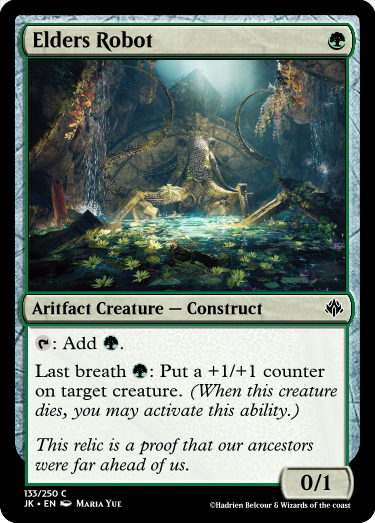 Elders Robot
Aritfact Creature — Construct
: Add .
Last breath : Put a +1/+1 counter
on target creature. (When this creature
dies, you may activate this ability.)
This relic is a proof that our ancestors
were far ahead of us.
0/1
133/250 C
JK • EN Maria Yue
©Hadrien Belcour & Wizards of the coast